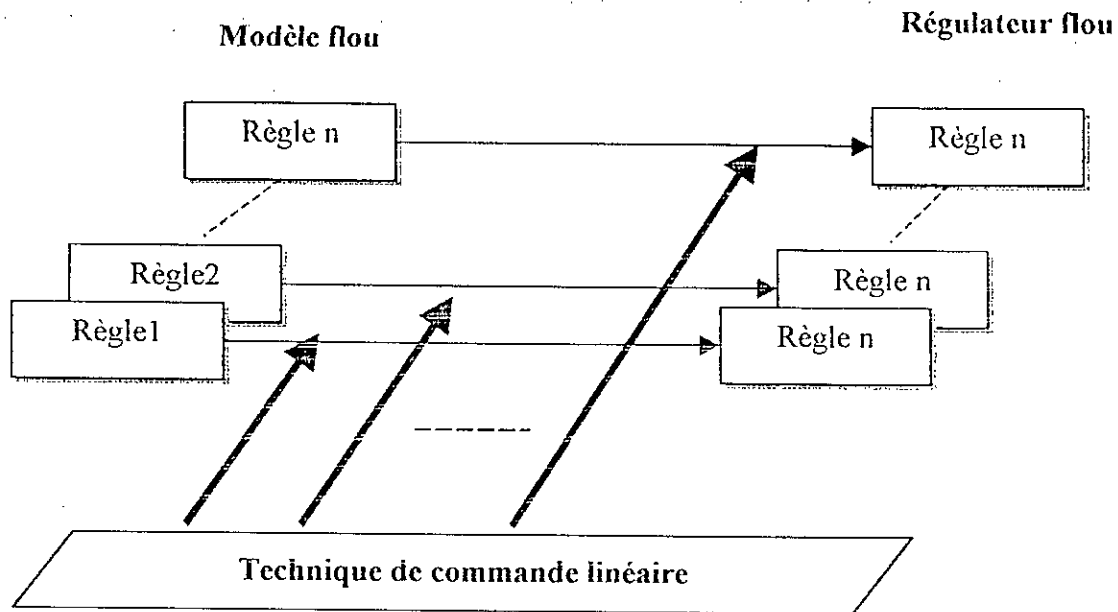 Modèle flou
Régulateur flou
Règle n
Règle n
Règle2
Règle n
Règle1
Règle n
Technique de commande linéaire